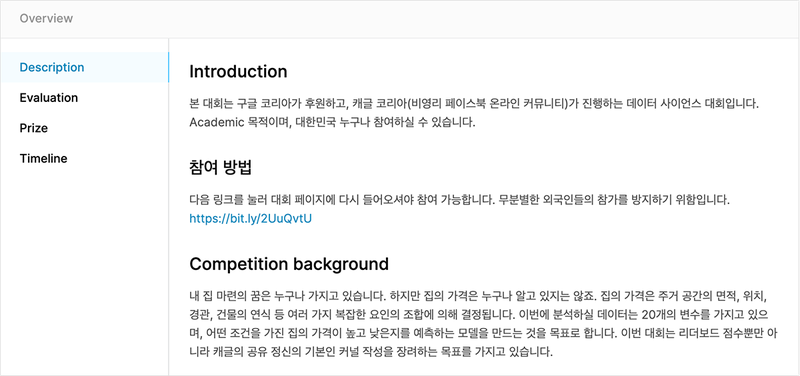 Overview
Description
Evaluation
Prize
Timeline
Introduction
본 대회는 구글 코리아가 후원하고, 캐글 코리아(비영리 페이스북 온라인 커뮤니티)가 진행하는 데이터 사이언스 대회입니다.
Academic 목적이며, 대한민국 누구나 참여하실 수 있습니다.
참여 방법
다음 링크를 눌러 대회 페이지에 다시 들어오셔야 참여 가능합니다. 무분별한 외국인들의 참가를 방지하기 위함입니다.
https://bit.ly/2UuQvtU
Competition background
내 집 마련의 꿈은 누구나 가지고 있습니다. 하지만 집의 가격은 누구나 알고 있지는 않죠. 집의 가격은 주거 공간의 면적, 위치,
경관, 건물의 연식 등 여러 가지 복잡한 요인의 조합에 의해 결정됩니다. 이번에 분석하실 데이터는 20개의 변수를 가지고 있으
며, 어떤 조건을 가진 집의 가격이 높고 낮은지를 예측하는 모델을 만드는 것을 목표로 합니다. 이번 대회는 리더보드 점수뿐만 아
니라 캐글의 공유 정신의 기본인 커널 작성을 장려하는 목표를 가지고 있습니다.